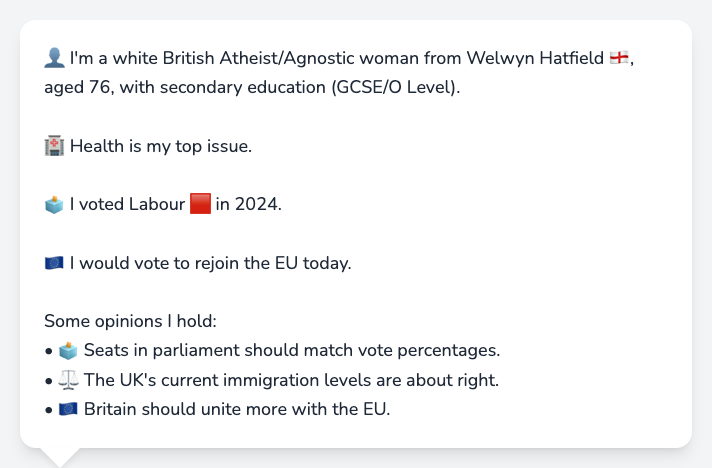 👤 I'm a white British Atheist/Agnostic woman from Welwyn Hatfield 🏴󠁧󠁢󠁥󠁮󠁧󠁿,
aged 76, with secondary education (GCSE/O Level).
🏥 Health is my top issue.
🗳️ I voted Labour 🟥 in 2024.
🇪🇺 I would vote to rejoin the EU today.
Some opinions I hold:
• 🗳️ Seats in parliament should match vote percentages.
• ⚖️ The UK's current immigration levels are about right.
• 🇪🇺 Britain should unite more with the EU.